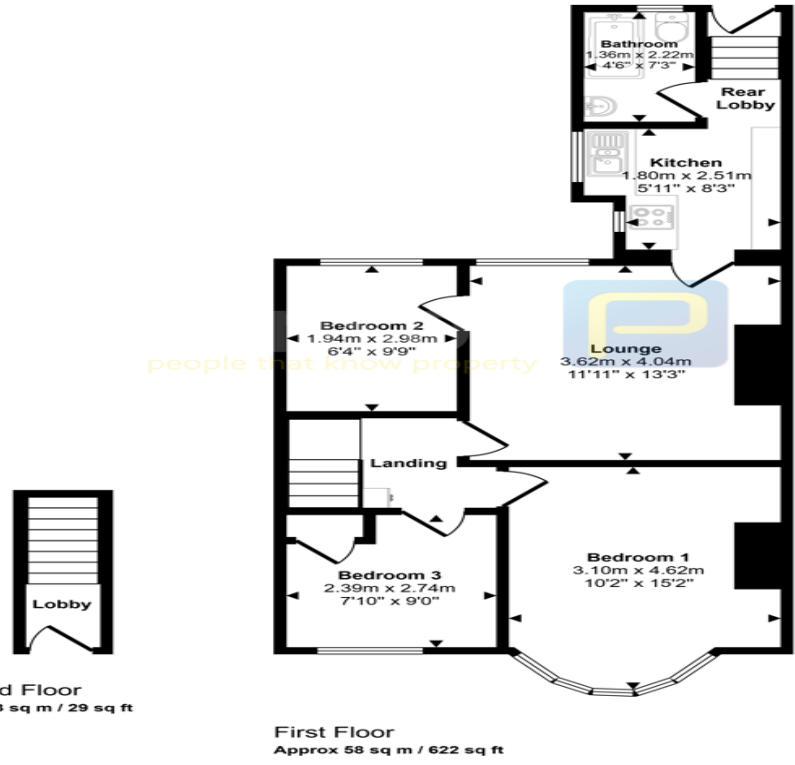 Bathroom
1.36m x 2.22m
4'6" x 7'3"
Rear
Lobby
Kitchen
1.80m x 2.51m
5'11" x 8'3"
Bedroom 2
1.94m x 2.98m
6'4" x 9'9"
Lounge
3.62m x 4.04m
11'11" x 13'3"
people that know property
Landing
Bedroom 1
3.10m x 4.62m
10'2" x 15'2"
Bedroom 3
2.39m x 2.74m
7'10" x 9'0"
Lobby
d Floor
sq m / 29 sq ft
First Floor
Approx 58 sq m / 622 sq ft